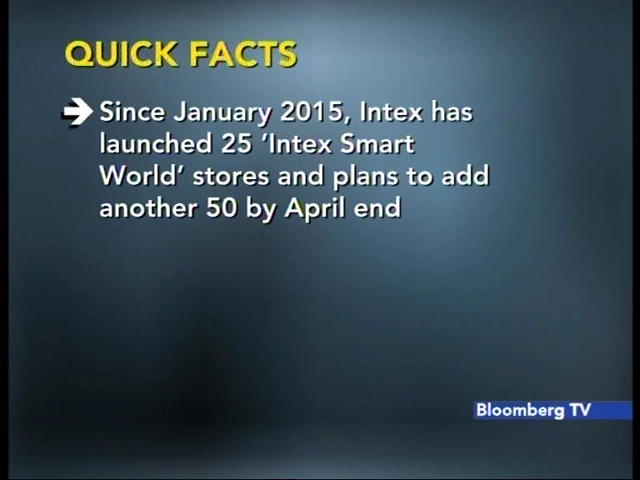 QUICK FACTS
Since January 2015, Intex has
launched 25 ‘Intex Smart
World’ stores and plans to add
another 50 by April end
Bloomberg TV